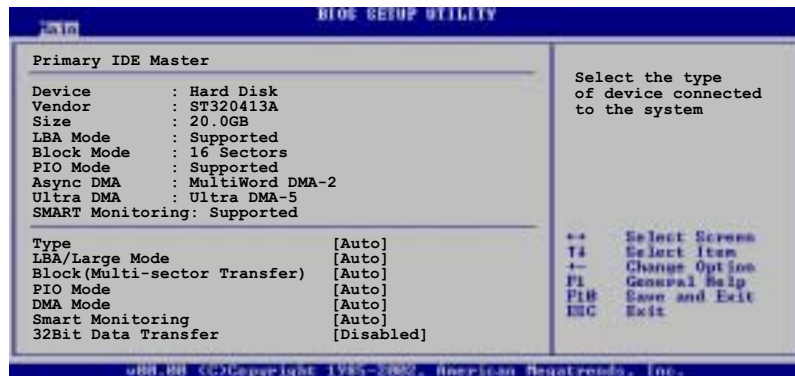 BIOS SETUP UTILITY
Main
Primary IDE Master
Device : Hard Disk
Vendor : ST320413A
Size : 20.0GB
LBA Mode : Supported
Block Mode : 16 Sectors
PIO Mode : Supported
Async DMA : MultiWord DMA-2
Ultra DMA : Ultra DMA-5
SMART Monitoring: Supported
Type [Auto]
LBA/Large Mode [Auto]
Block(Multi-sector Transfer) [Auto]
PIO Mode [Auto]
DMA Mode [Auto]
Smart Monitoring [Auto]
32Bit Data Transfer [Disabled]
Select the type
of device connected
to the system
↔ Select Screen
↑↓ Select Item
+- Change Option
F1 General Help
F10 Save and Exit
ESC Exit
(C)Copyright 1985-2002, American Megatrends, Inc.